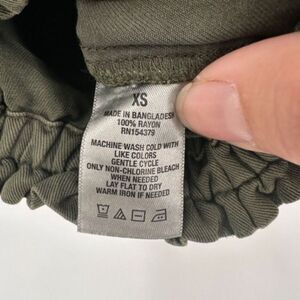 XS
MADE IN BANGLADESH
100% RAYON
RN154379
MACHINE WASH COLD WITH
LIKE COLORS
GENTLE CYCLE
ONLY NON-CHLORINE BLEACH
WHEN NEEDED
LAY FLAT TO DRY
WARM IRON IF NEEDED